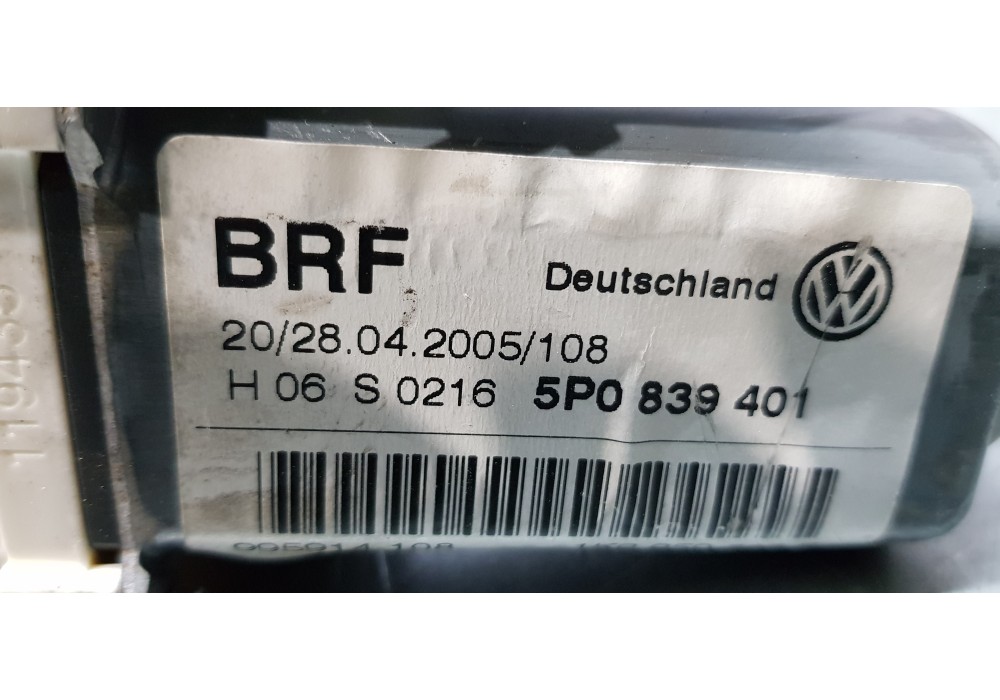 BRF
Deutschland
20/28.04.2005/108
H 06 S 0216 5P0 839 401